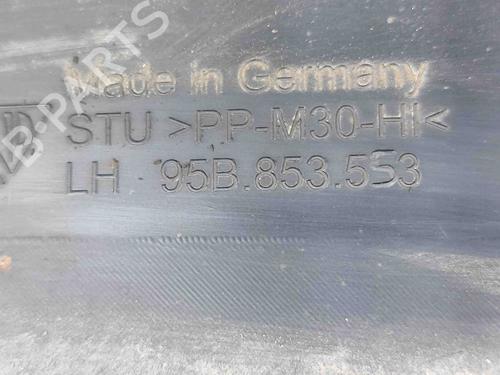 Made in Germany
STU >PP-M30-HI<
LH 95B.853.553